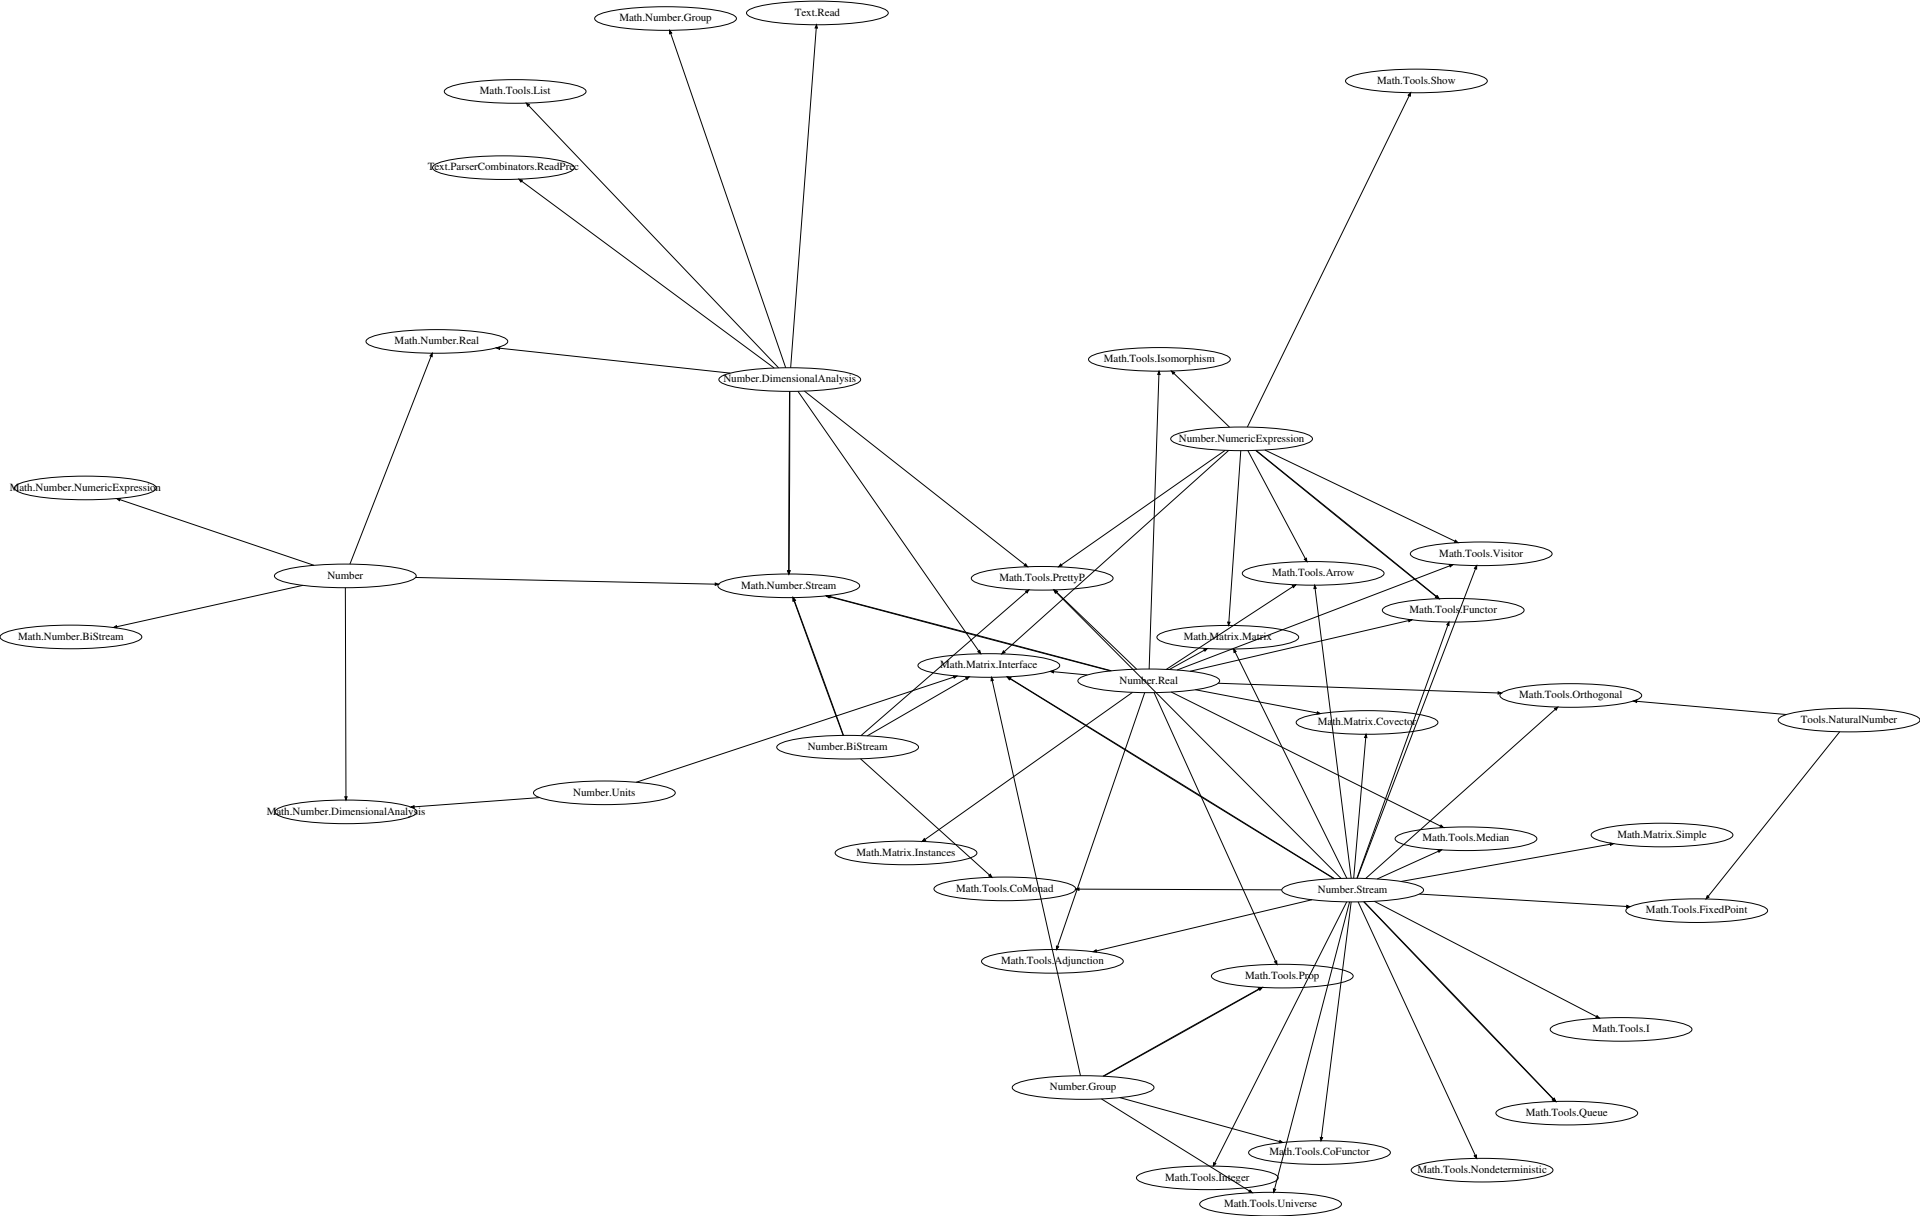 Text.Read
Math.Number.Group
Math.Tools.Show
Math.Tools.List
Text.ParserCombinators.ReadPrec
Math.Number.Real
Math.Tools.Isomorphism
Number.DimensionalAnalysis
Number.NumericExpression
Math.Number.NumericExpression
Math.Tools.Visitor
Math.Tools.Arrow
Number
Math.Tools.PrettyP
Math.Number.Stream
Math.Tools.Functor
Math.Number.BiStream
Math.Matrix.Matrix
Math.Matrix.Interface
Number.Real
Math.Tools.Orthogonal
Tools.NaturalNumber
Math.Matrix.Covector
Number.BiStream
Number.Units
Math.Number.DimensionalAnalysis
Math.Matrix.Simple
Math.Tools.Median
Math.Matrix.Instances
Math.Tools.CoMonad
Number.Stream
Math.Tools.FixedPoint
Math.Tools.Adjunction
Math.Tools.Prop
Math.Tools.I
Number.Group
Math.Tools.Queue
Math.Tools.CoFunctor
Math.Tools.Nondeterministic
Math.Tools.Integer
Math.Tools.Universe